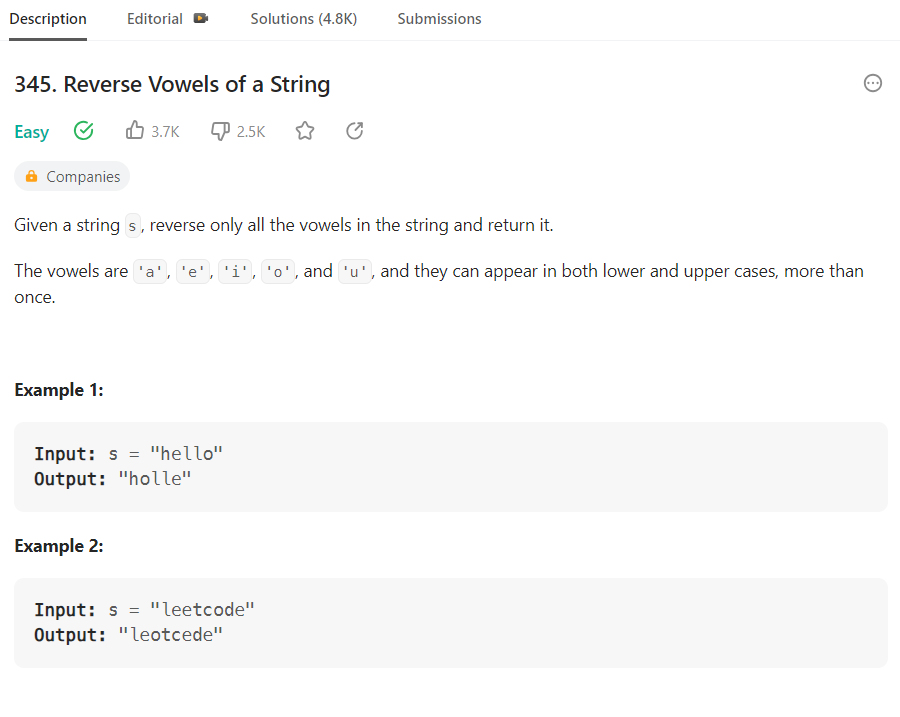 Description Editorial Solutions (4.8K) Submissions
345. Reverse Vowels of a String
Easy 3.7K 2.5K
Companies
Given a string s, reverse only all the vowels in the string and return it.
The vowels are 'a', 'e', 'i', 'o', and 'u', and they can appear in both lower and upper cases, more than
once.
Example 1:
Input: s = "hello"
Output: "holle"
Example 2:
Input: s = "leetcode"
Output: "leotcede"